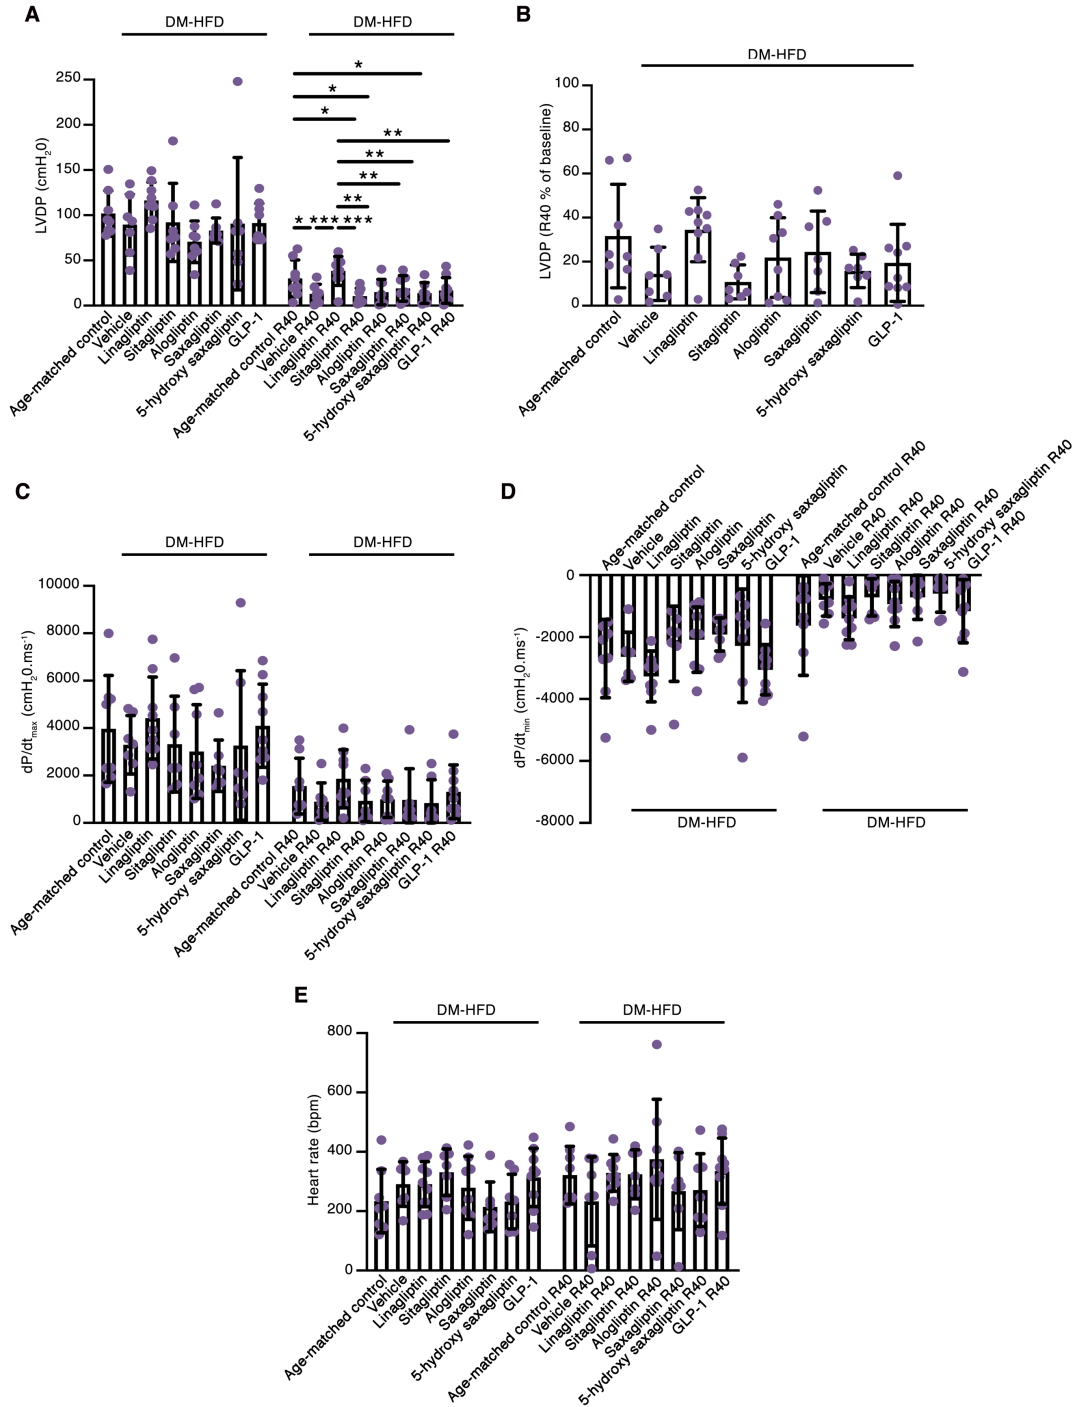 A
DM-HFD
DM-HFD
LVDP (cmH₂0)
250
200
150
100
50
0
*
*
*
**
**
**
**
* *** ***
Age-matched control
Vehicle
Linagliptin
Sitagliptin
Alogliptin
Saxagliptin
5-hydroxy saxagliptin
GLP-1
Age-matched control R40
Vehicle R40
Linagliptin R40
Sitagliptin R40
Alogliptin R40
Saxagliptin R40
5-hydroxy saxagliptin R40
GLP-1 R40
B
DM-HFD
LVDP (R40 % of baseline)
100
80
60
40
20
0
Age-matched control
Vehicle
Linagliptin
Sitagliptin
Alogliptin
Saxagliptin
5-hydroxy saxagliptin
GLP-1
C
DM-HFD
DM-HFD
dP/dtmax (cmH₂0.ms⁻¹)
10000
8000
6000
4000
2000
0
Age-matched control
Vehicle
Linagliptin
Sitagliptin
Alogliptin
Saxagliptin
5-hydroxy saxagliptin
GLP-1
Age-matched control R40
Vehicle R40
Linagliptin R40
Sitagliptin R40
Alogliptin R40
Saxagliptin R40
5-hydroxy saxagliptin R40
GLP-1 R40
D
Age-matched control
Vehicle
Linagliptin
Sitagliptin
Alogliptin
Saxagliptin
5-hydroxy saxagliptin
GLP-1
Age-matched control R40
Vehicle R40
Linagliptin R40
Sitagliptin R40
Alogliptin R40
Saxagliptin R40
5-hydroxy saxagliptin R40
GLP-1 R40
dP/dtmin (cmH₂0.ms⁻¹)
0
-2000
-4000
-6000
-8000
DM-HFD
DM-HFD
E
DM-HFD
DM-HFD
Heart rate (bpm)
800
600
400
200
0
Age-matched control
Vehicle
Linagliptin
Sitagliptin
Alogliptin
Saxagliptin
5-hydroxy saxagliptin
GLP-1
Age-matched control R40
Vehicle R40
Linagliptin R40
Sitagliptin R40
Alogliptin R40
Saxagliptin R40
5-hydroxy saxagliptin R40
GLP-1 R40